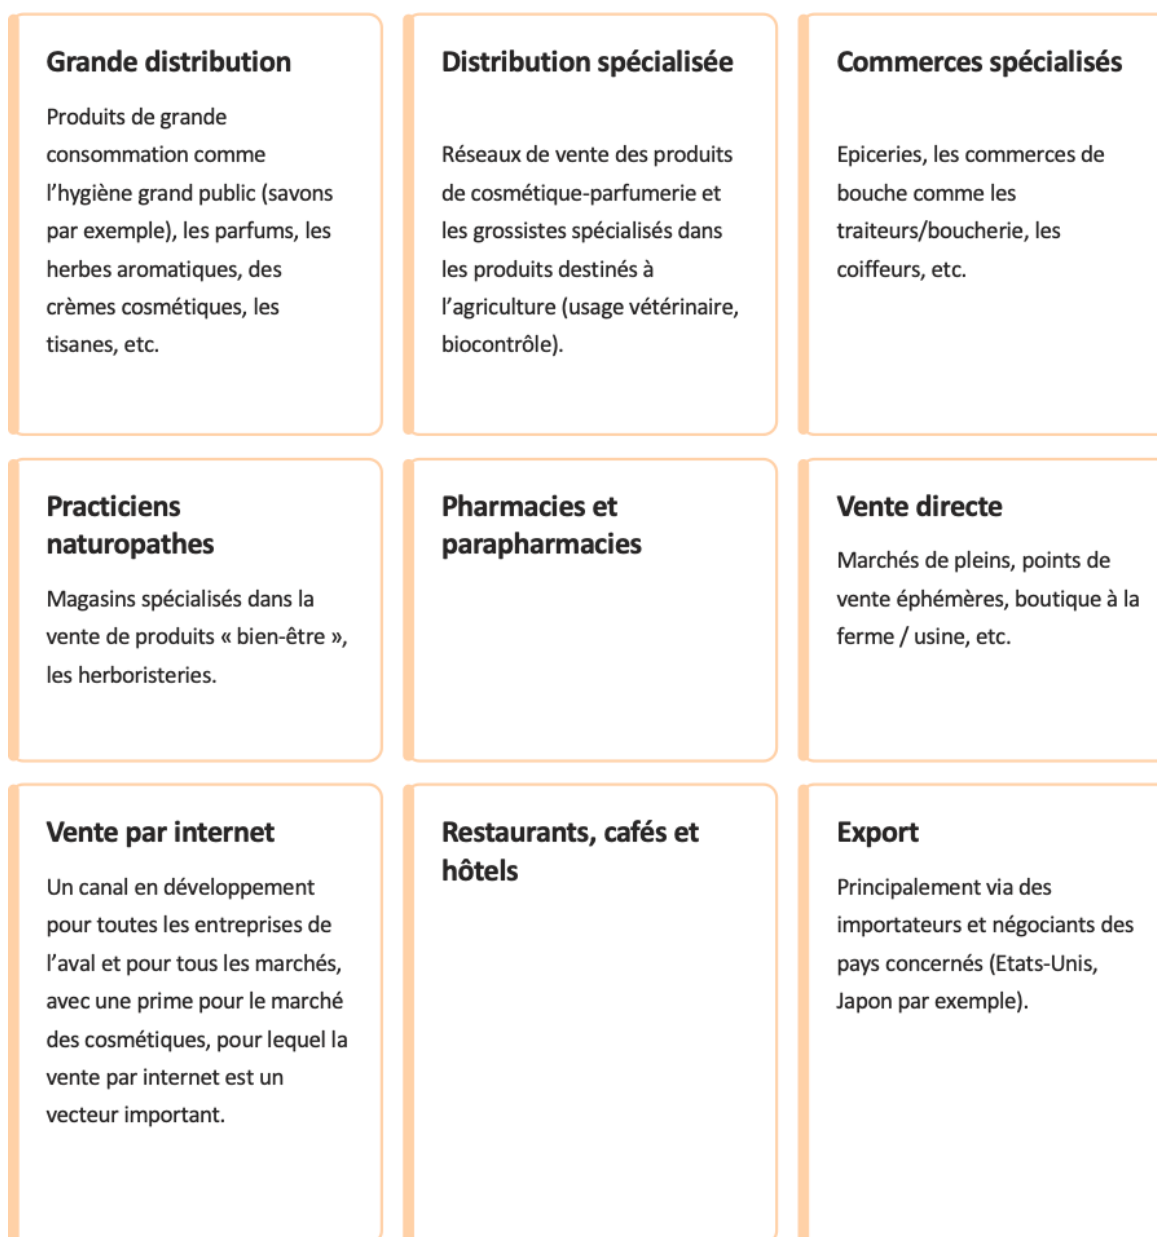 Grande distribution
Produits de grande
consommation comme
l’hygiène grand public (savons
par exemple), les parfums, les
herbes aromatiques, des
crèmes cosmétiques, les
tisanes, etc.
Distribution spécialisée
Réseaux de vente des produits
de cosmétique-parfumerie et
les grossistes spécialisés dans
les produits destinés à
l’agriculture (usage vétérinaire,
biocontrôle).
Commerces spécialisés
Epiceries, les commerces de
bouche comme les
traiteurs/boucherie, les
coiffeurs, etc.
Practiciens
naturopathes
Magasins spécialisés dans la
vente de produits « bien-être »,
les herboristeries.
Pharmacies et
parapharmacies
Vente directe
Marchés de pleins, points de
vente éphémères, boutique à la
ferme / usine, etc.
Vente par internet
Un canal en développement
pour toutes les entreprises de
l’aval et pour tous les marchés,
avec une prime pour le marché
des cosmétiques, pour lequel la
vente par internet est un
vecteur important.
Restaurants, cafés et
hôtels
Export
Principalement via des
importateurs et négociants des
pays concernés (Etats-Unis,
Japon par exemple).